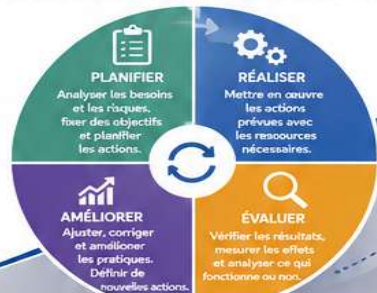 PLANIFIER
Analyser les besoins
et les risques,
fixer des objectifs
et planifier
les actions.
RÉALISER
Mettre en œuvre
les actions
prévues avec
les ressources
nécessaires.
AMÉLIORER
Ajuster, corriger
et améliorer
les pratiques.
Définir de
nouvelles actions.
ÉVALUER
Vérifier les résultats,
mesurer les effets
et analyser ce qui
fonctionne ou non.